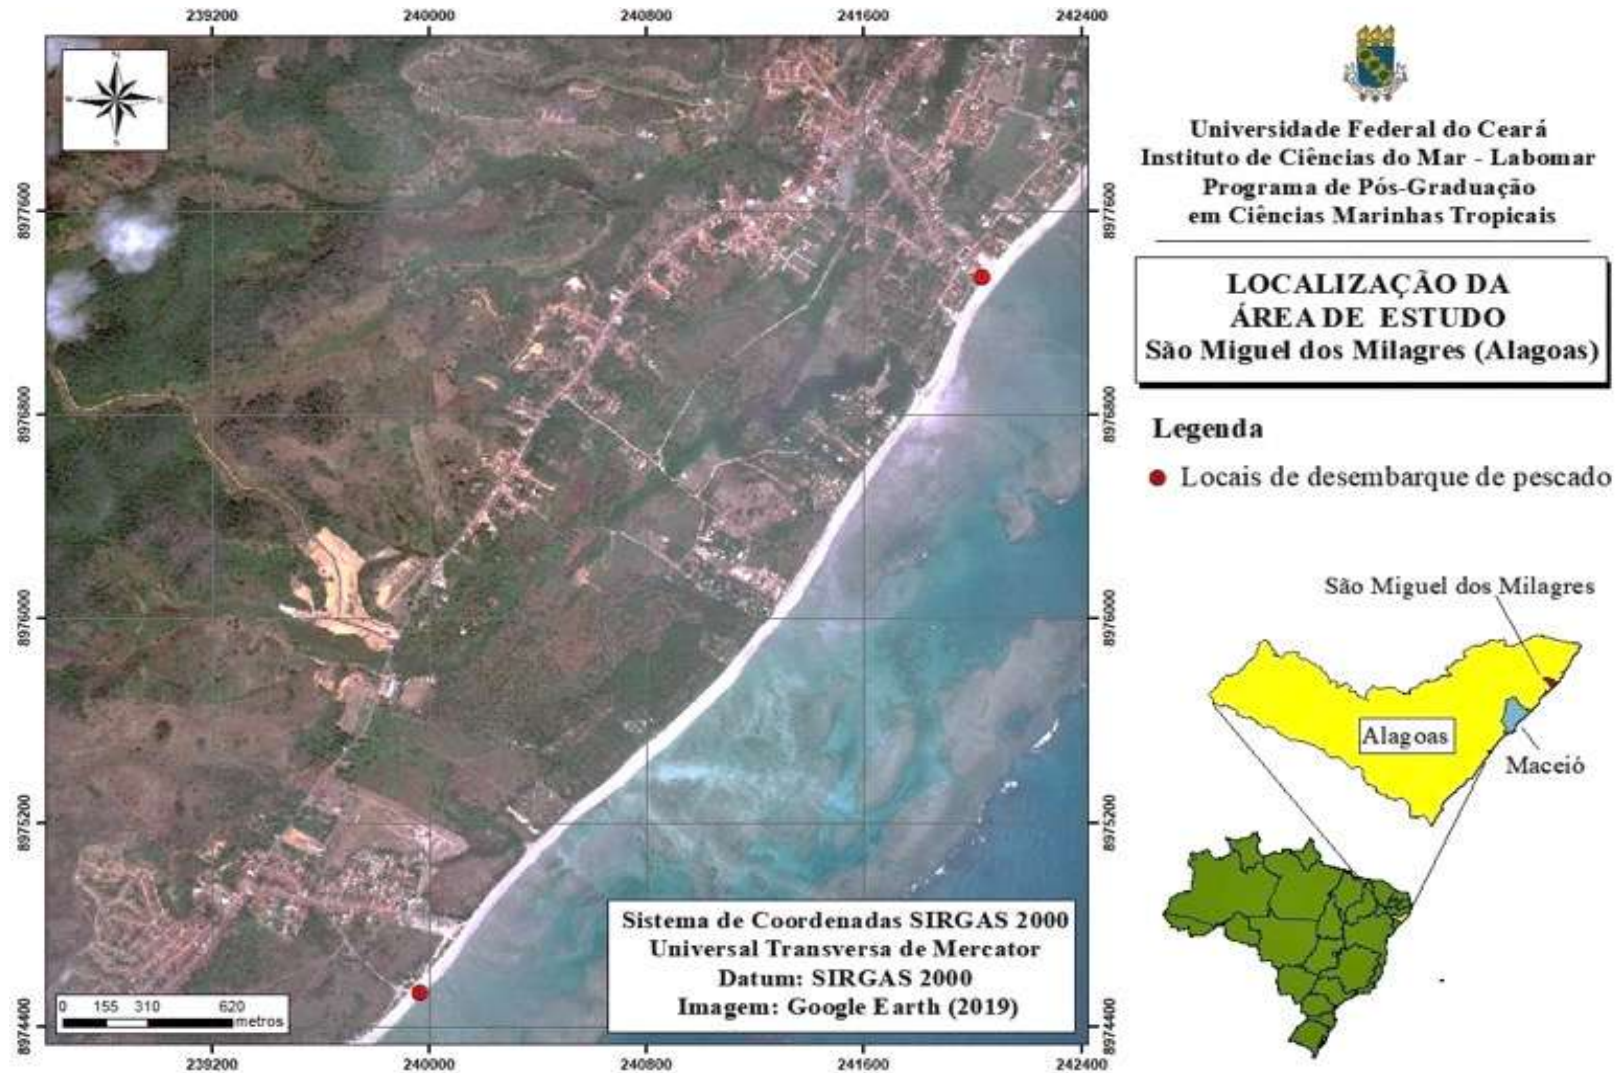 239200 240000 240800 241600 242400
N
S
8977600
8976800
8976000
8975200
8974400
8977600
8976800
8976000
8975200
8974400
0 155 310 620
metros
Sistema de Coordenadas SIRGAS 2000
Universal Transversa de Mercator
Datum: SIRGAS 2000
Imagem: Google Earth (2019)
239200 240000 240800 241600 242400
Universidade Federal do Ceará
Instituto de Ciências do Mar - Labomar
Programa de Pós-Graduação
em Ciências Marinhas Tropicais
LOCALIZAÇÃO DA
ÁREA DE ESTUDO
São Miguel dos Milagres (Alagoas)
Legenda
Locais de desembarque de pescado
São Miguel dos Milagres
Alagoas
Maceió